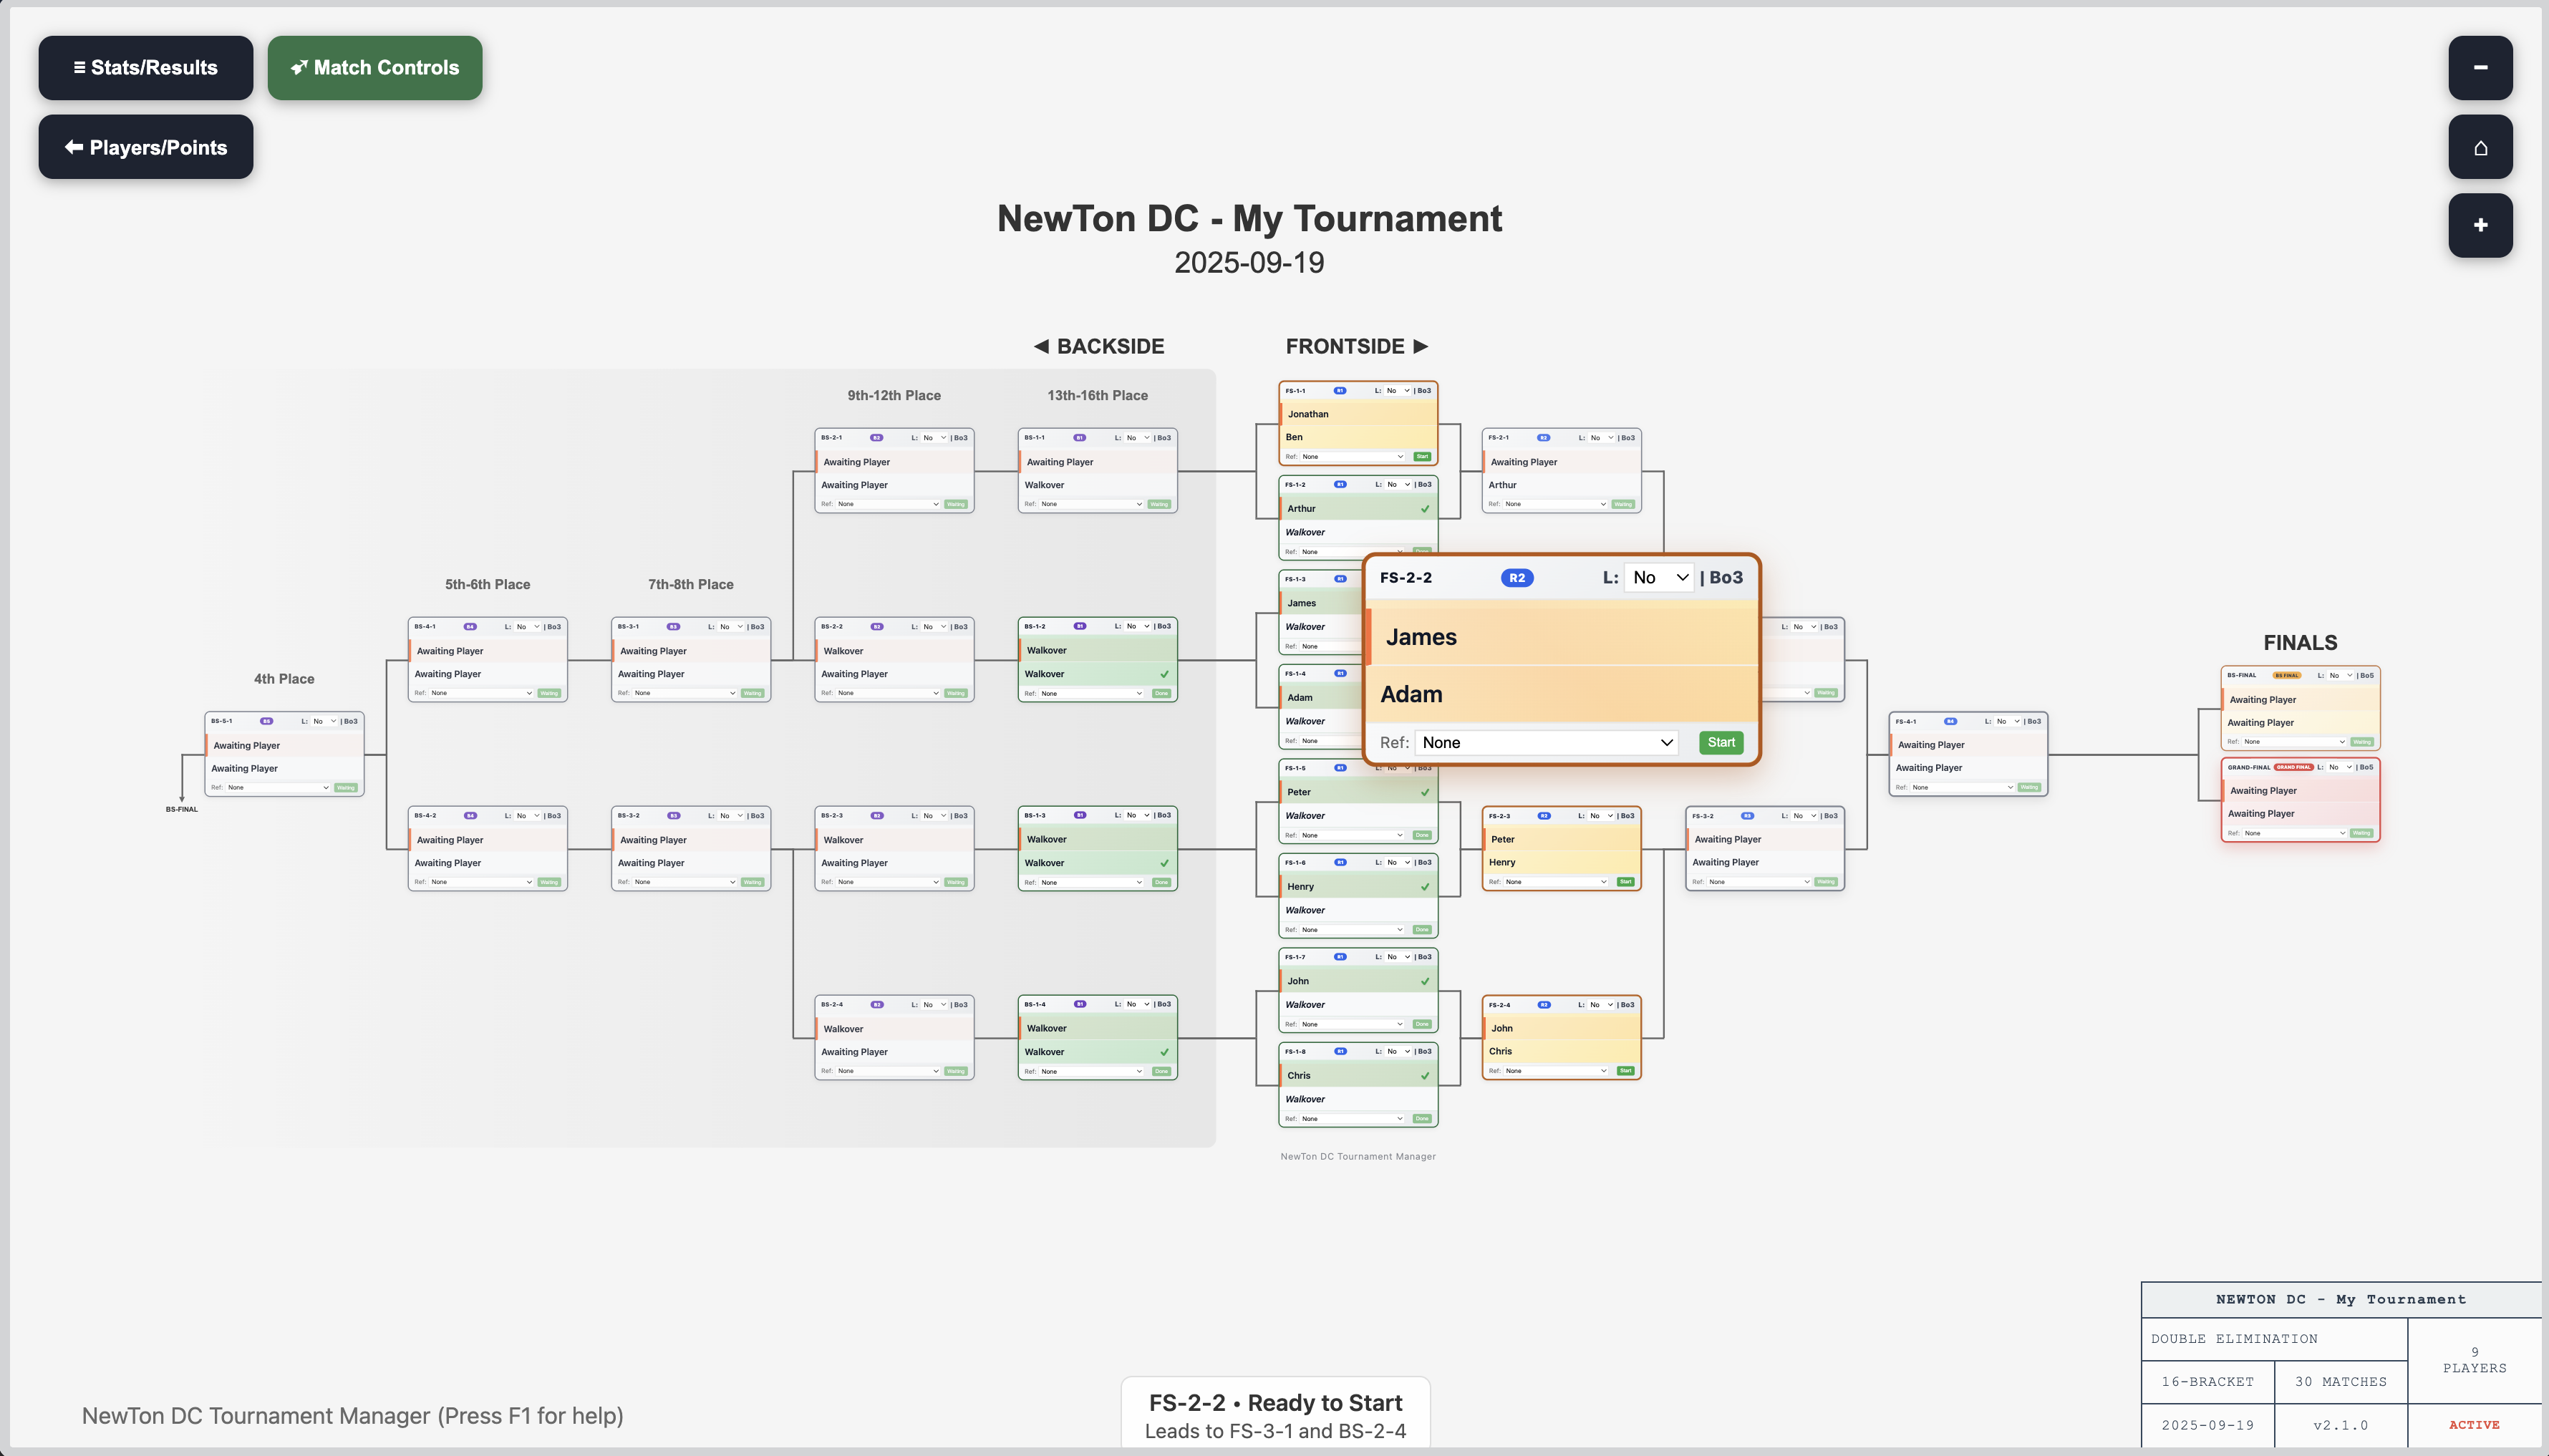 ≡ Stats/Results
Match Controls
Players/Points
−
+
NewTon DC - My Tournament
2025-09-19
◄ BACKSIDE
FRONTSIDE ►
9th-12th Place
13th-16th Place
5th-6th Place
7th-8th Place
4th Place
FINALS
BS-5-1 R5 L: No | Bo3
Awaiting Player
Awaiting Player
Ref: None Waiting
BS-FINAL
BS-4-1 R4 L: No | Bo3
Awaiting Player
Awaiting Player
Ref: None Waiting
BS-4-2 R4 L: No | Bo3
Awaiting Player
Awaiting Player
Ref: None Waiting
BS-3-1 R3 L: No | Bo3
Awaiting Player
Awaiting Player
Ref: None Waiting
BS-3-2 R3 L: No | Bo3
Awaiting Player
Awaiting Player
Ref: None Waiting
BS-2-1 R2 L: No | Bo3
Awaiting Player
Awaiting Player
Ref: None Waiting
BS-2-2 R2 L: No | Bo3
Walkover
Awaiting Player
Ref: None Waiting
BS-2-3 R2 L: No | Bo3
Walkover
Awaiting Player
Ref: None Waiting
BS-2-4 R2 L: No | Bo3
Walkover
Awaiting Player
Ref: None Waiting
BS-1-1 R1 L: No | Bo3
Awaiting Player
Walkover
Ref: None Waiting
BS-1-2 R1 L: No | Bo3
Walkover
Walkover ✓
Ref: None Done
BS-1-3 R1 L: No | Bo3
Walkover
Walkover ✓
Ref: None Done
BS-1-4 R1 L: No | Bo3
Walkover
Walkover ✓
Ref: None Done
FS-1-1 R1 L: No | Bo3
Jonathan
Ben
Ref: None Start
FS-1-2 R1 L: No | Bo3
Arthur ✓
Walkover
Ref: None
FS-1-3 R1
James
Walkover
Ref: None
FS-1-4 R1
Adam
Walkover
Ref: None
FS-1-5 R1 L: No | Bo3
Peter ✓
Walkover
Ref: None Done
FS-1-6 R1 L: No | Bo3
Henry ✓
Walkover
Ref: None Done
FS-1-7 R1 L: No | Bo3
John ✓
Walkover
Ref: None Done
FS-1-8 R1 L: No | Bo3
Chris ✓
Walkover
Ref: None Done
NewTon DC Tournament Manager
FS-2-1 R2 L: No | Bo3
Awaiting Player
Arthur
Ref: None Waiting
FS-2-2 R2 L: No | Bo3
James
Adam
Ref: None Start
FS-2-3 R2 L: No | Bo3
Peter
Henry
Ref: None Start
FS-2-4 R2 L: No | Bo3
John
Chris
Ref: None Start
L: No | Bo3
Waiting
FS-3-2 R3 L: No | Bo3
Awaiting Player
Awaiting Player
Ref: None Waiting
FS-4-1 R4 L: No | Bo3
Awaiting Player
Awaiting Player
Ref: None Waiting
BS-FINAL BS FINAL L: No | Bo5
Awaiting Player
Awaiting Player
Ref: None Waiting
GRAND-FINAL GRAND FINAL L: No | Bo5
Awaiting Player
Awaiting Player
Ref: None Waiting
NewTon DC Tournament Manager (Press F1 for help)
FS-2-2 • Ready to Start
Leads to FS-3-1 and BS-2-4
NEWTON DC - My Tournament
DOUBLE ELIMINATION
9
PLAYERS
16-BRACKET
30 MATCHES
2025-09-19
v2.1.0
ACTIVE